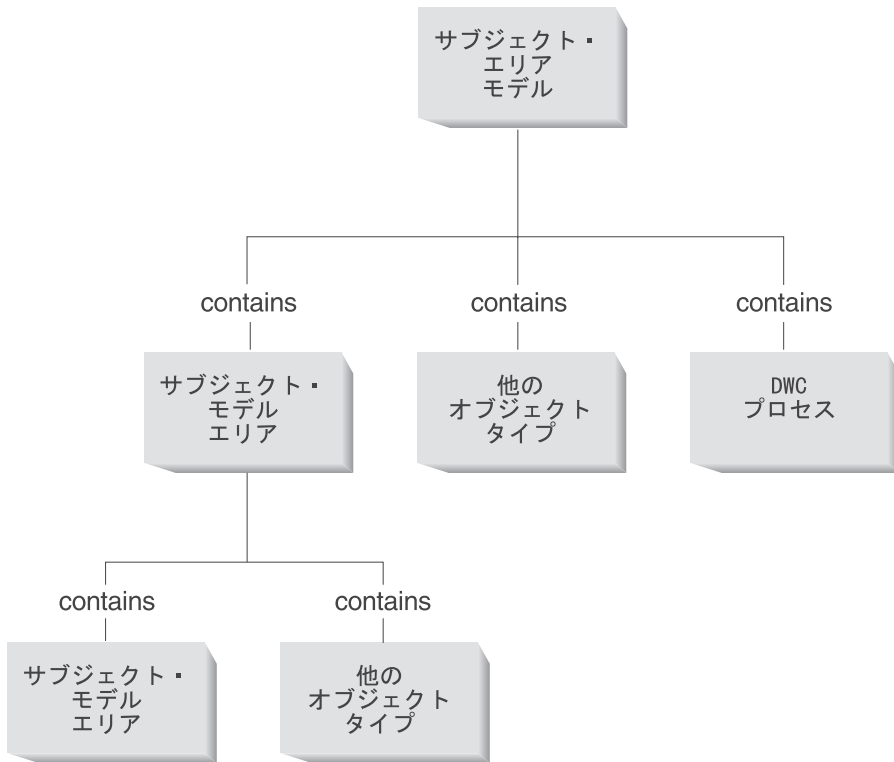 サブジェクト・
エリア
モデル
contains
contains
contains
サブジェクト・
モデル
エリア
他の
オブジェクト
タイプ
DWC
プロセス
contains
contains
サブジェクト・
モデル
エリア
他の
オブジェクト
タイプ